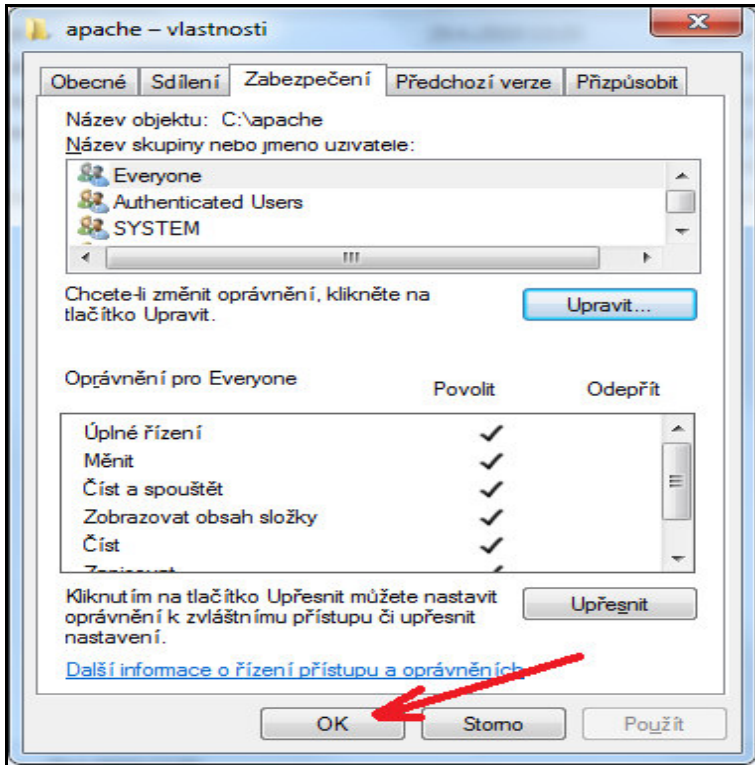 apache – vlastnosti
Obecné Sdílení Zabezpečení Předchozí verze Přizpůsobit
Název objektu: C:\apache
Název skupiny nebo jmeno uzivatele:
Everyone
Authenticated Users
SYSTEM
Chcete-li změnit oprávnění, klikněte na
tlačítko Upravit.
Upravit...
Oprávnění pro Everyone Povolit Odepřít
Úplné řízení
Měnit
Číst a spouštět
Zobrazovat obsah složky
Číst
Kliknutím na tlačítko Upřesnit můžete nastavit
oprávnění k zvláštnímu přístupu či upřesnit
nastavení.
Upřesnit
Další informace o řízení přístupu a oprávněních
OK Storno Použít